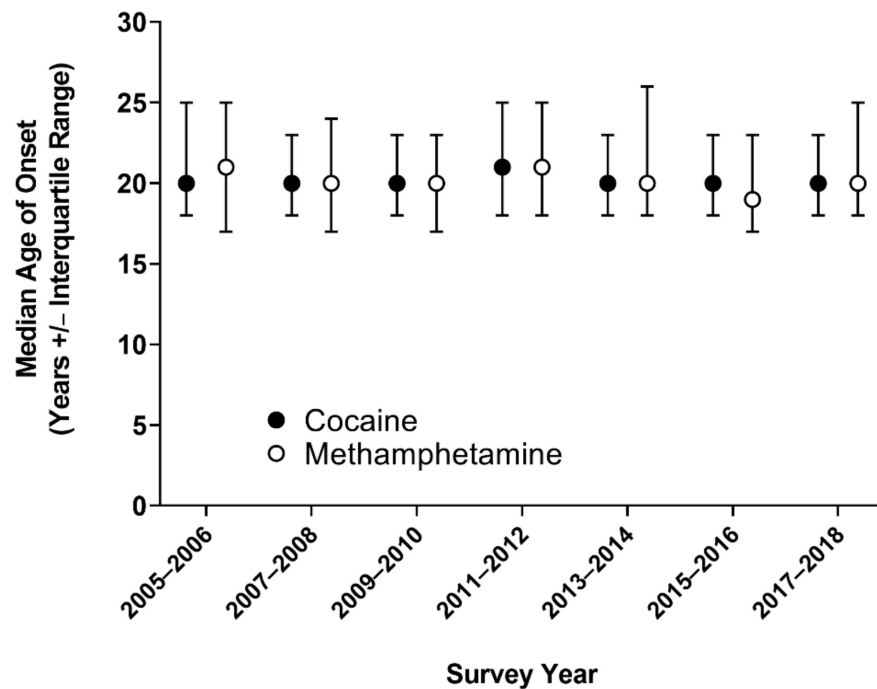 Median Age of Onset
(Years +/− Interquartile Range)
30
25
20
15
10
5
0
Cocaine
Methamphetamine
2005–2006
2007–2008
2009–2010
2011–2012
2013–2014
2015–2016
2017–2018
Survey Year